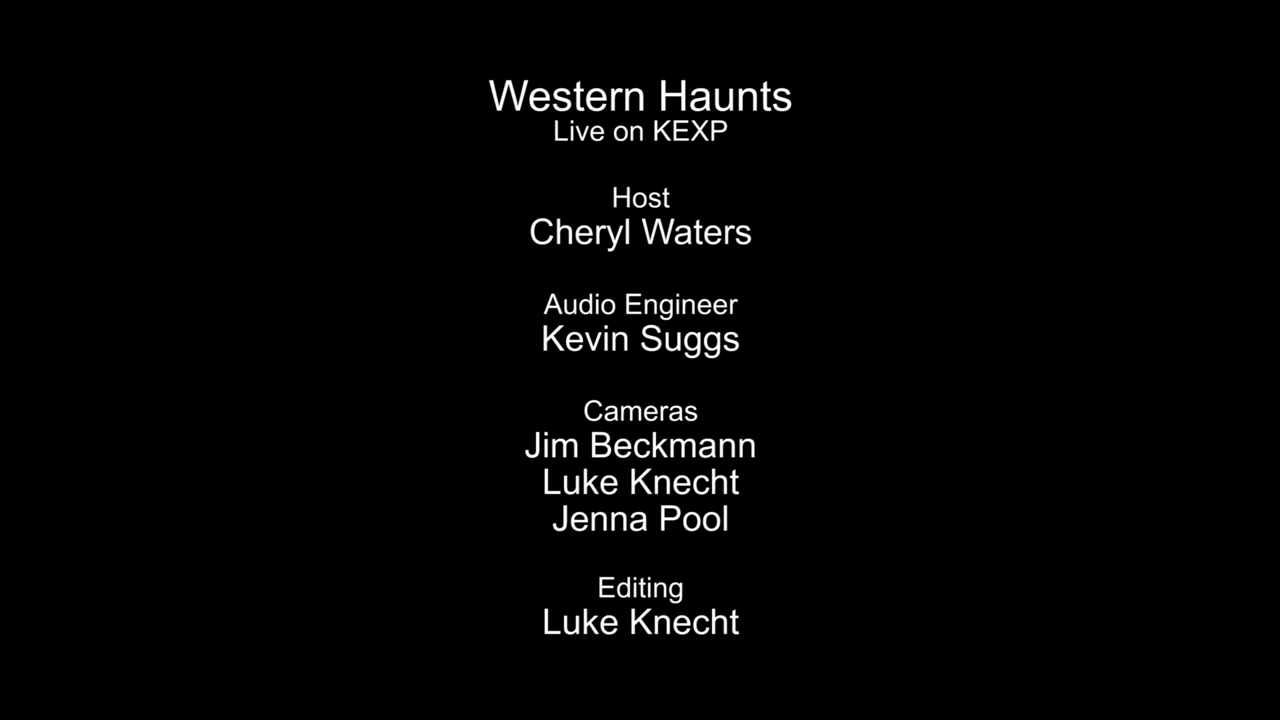 Western Haunts
Live on KEXP
Host
Cheryl Waters
Audio Engineer
Kevin Suggs
Cameras
Jim Beckmann
Luke Knecht
Jenna Pool
Editing
Luke Knecht